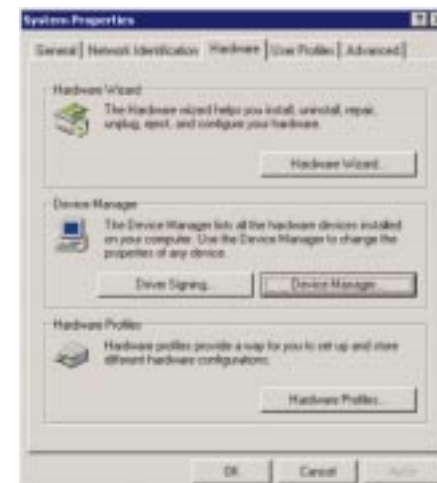 System Properties
General Network Identification Hardware User Profiles Advanced
Hardware Wizard
The Hardware wizard helps you install, uninstall, repair,
unplug, eject, and configure your hardware.
Hardware Wizard...
Device Manager
The Device Manager lists all the hardware devices installed
on your computer. Use the Device Manager to change the
properties of any device.
Driver Signing... Device Manager...
Hardware Profiles
Hardware profiles provide a way for you to set up and store
different hardware configurations.
Hardware Profiles...
OK Cancel Apply